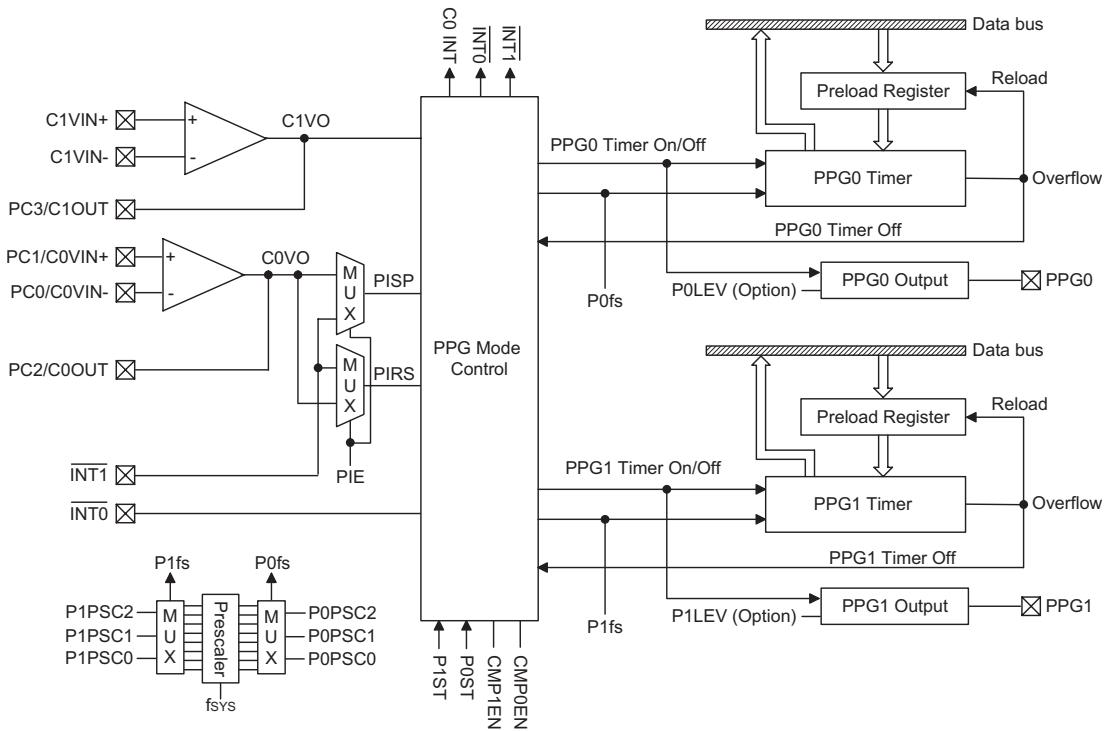 C0 INT
INT0
INT1
Data bus
Preload Register
Reload
C1VIN+
+
C1VO
C1VIN-
-
PPG0 Timer On/Off
PPG0 Timer
Overflow
PC3/C1OUT
PPG0 Timer Off
PC1/C0VIN+
+
C0VO
MUX
PISP
PC0/C0VIN-
-
P0fs
P0LEV (Option)
PPG0 Output
PPG0
PPG Mode
Control
Data bus
PC2/C0OUT
MUX
PIRS
Preload Register
Reload
PIE
INT1
PPG1 Timer On/Off
INT0
PPG1 Timer
Overflow
PPG1 Timer Off
P1fs
P0fs
P1PSC2
P1PSC1
P1PSC0
MUX
Prescaler
MUX
P0PSC2
P0PSC1
P0PSC0
fSYS
P1fs
P1LEV (Option)
PPG1 Output
PPG1
P1ST
P0ST
CMP1EN
CMP0EN